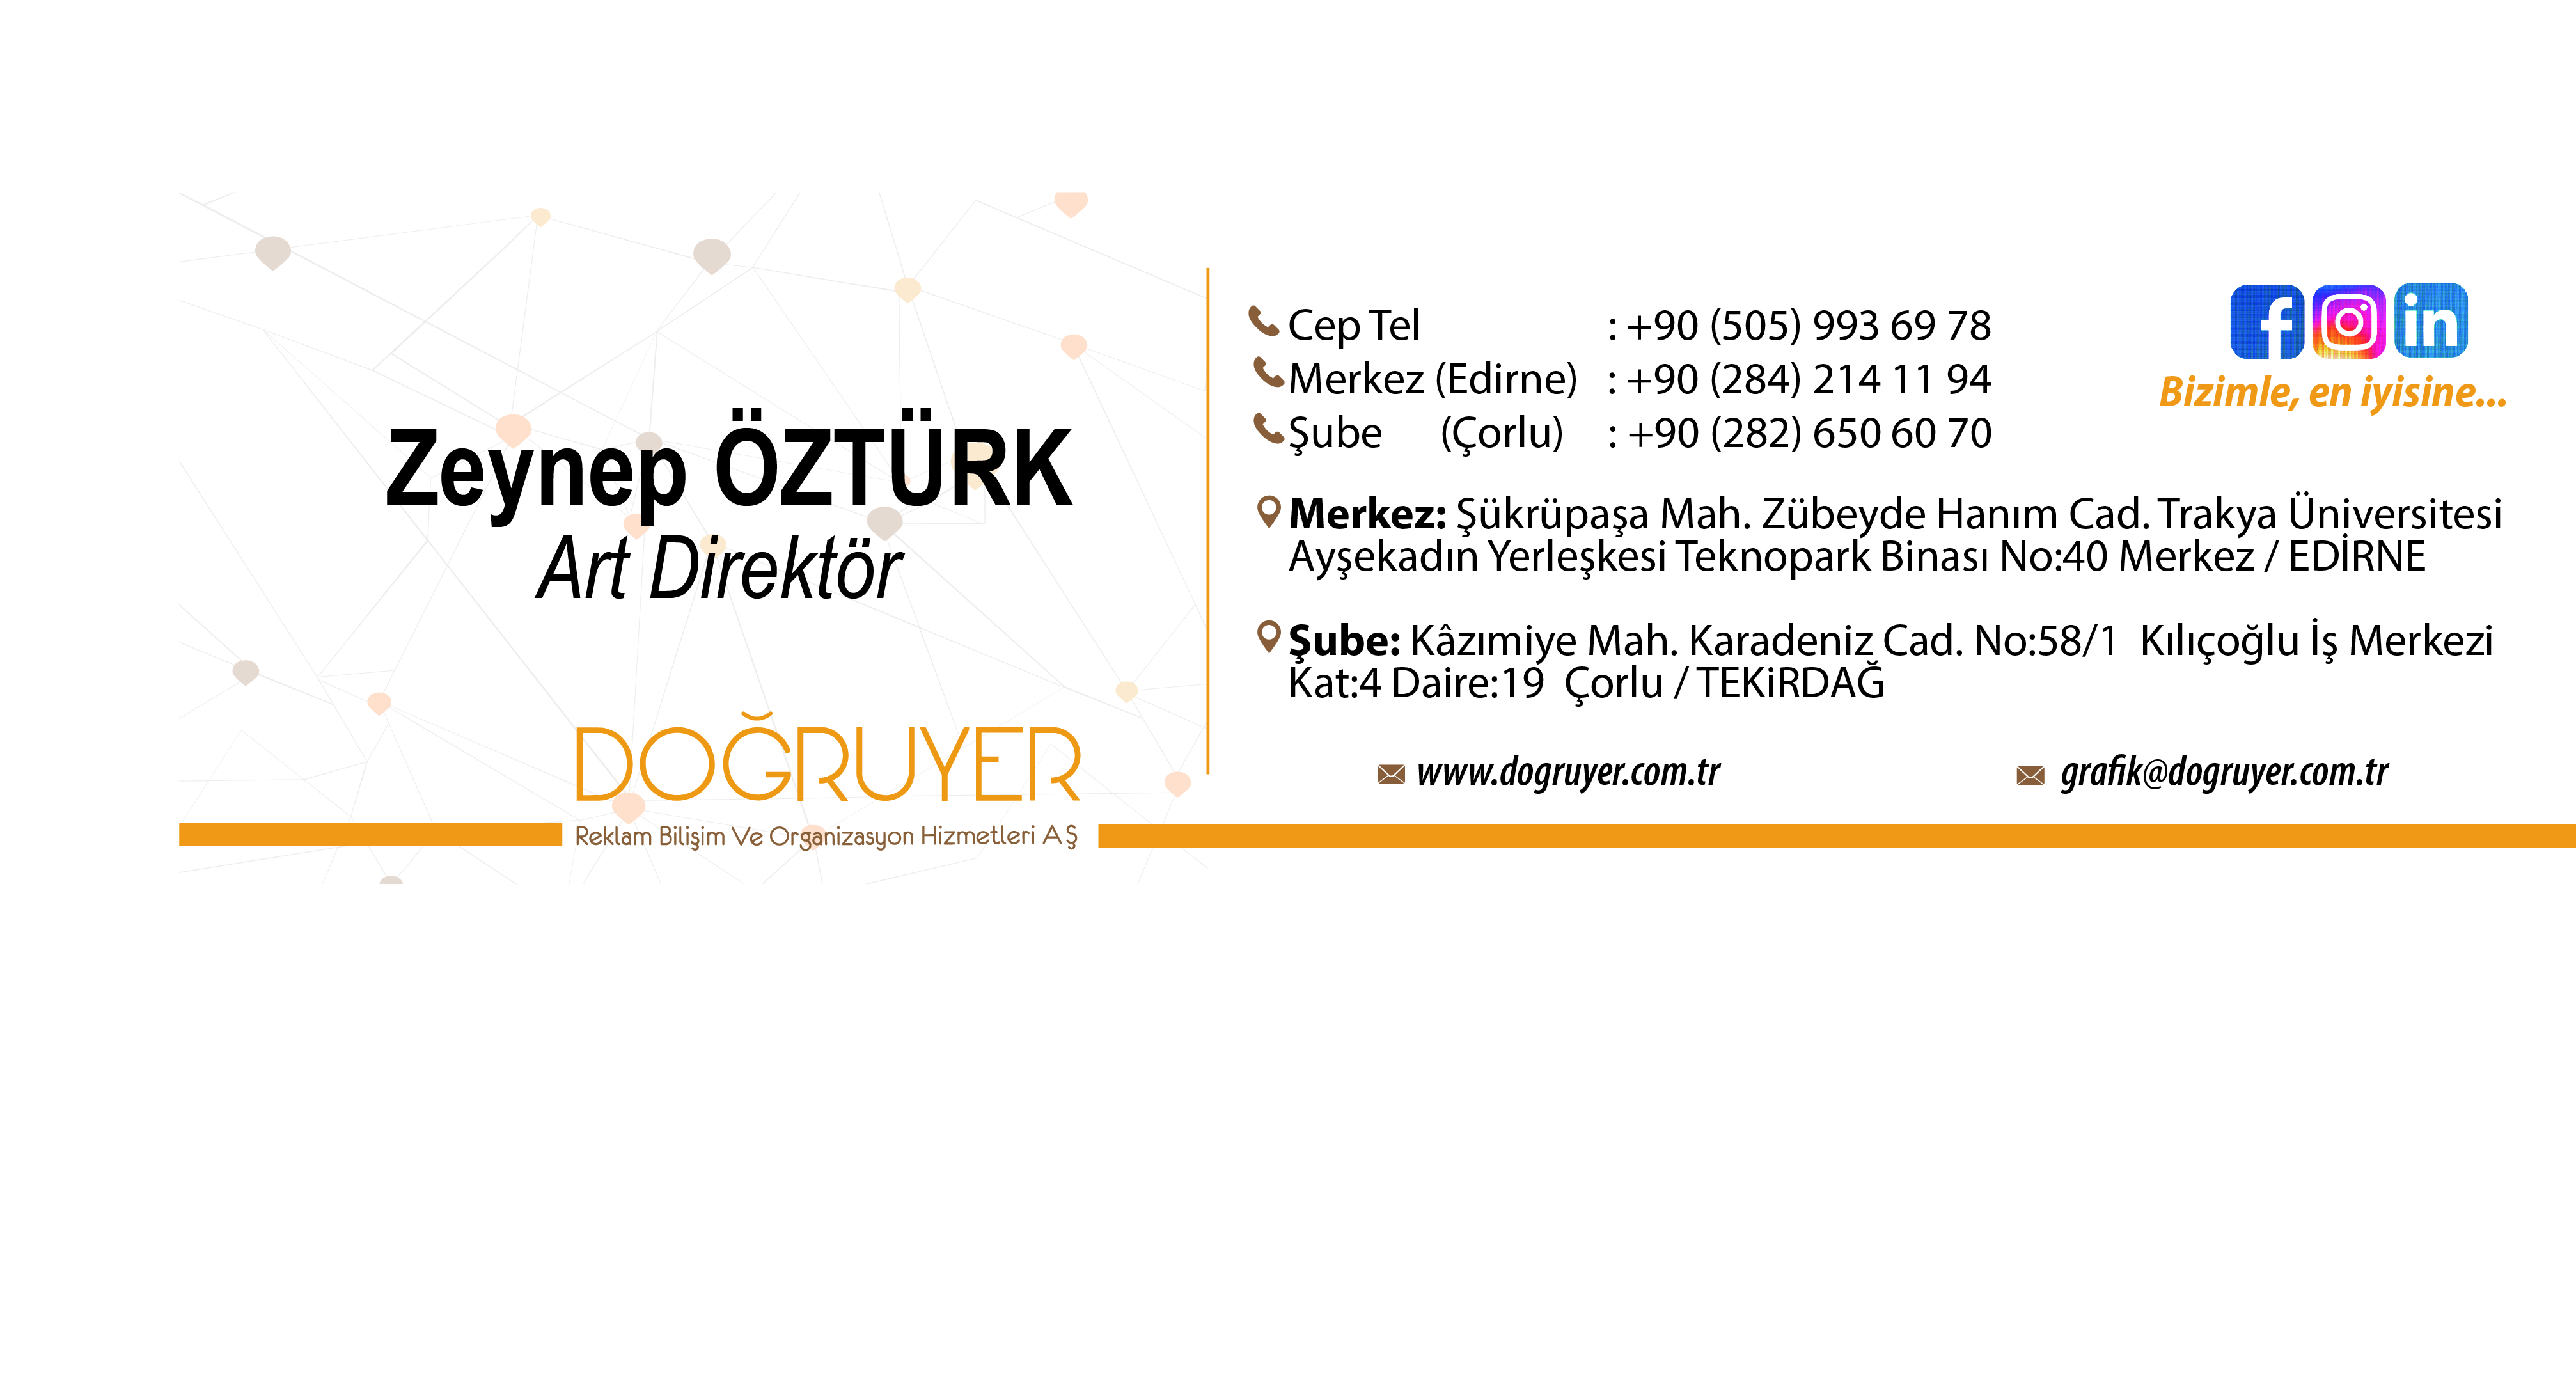 Zeynep ÖZTÜRK
Art Direktör
DOĞRUYER
Reklam Bilişim Ve Organizasyon Hizmetleri AŞ
Cep Tel : +90 (505) 993 69 78
Merkez (Edirne) : +90 (284) 214 11 94
Şube (Çorlu) : +90 (282) 650 60 70
f in
Bizimle, en iyisine...
Merkez: Şükrüpaşa Mah. Zübeyde Hanım Cad. Trakya Üniversitesi
Ayşekadın Yerleşkesi Teknopark Binası No:40 Merkez / EDİRNE
Şube: Kâzımiye Mah. Karadeniz Cad. No:58/1 Kılıçoğlu İş Merkezi
Kat:4 Daire:19 Çorlu / TEKiRDAĞ
www.dogruyer.com.tr
grafik@dogruyer.com.tr